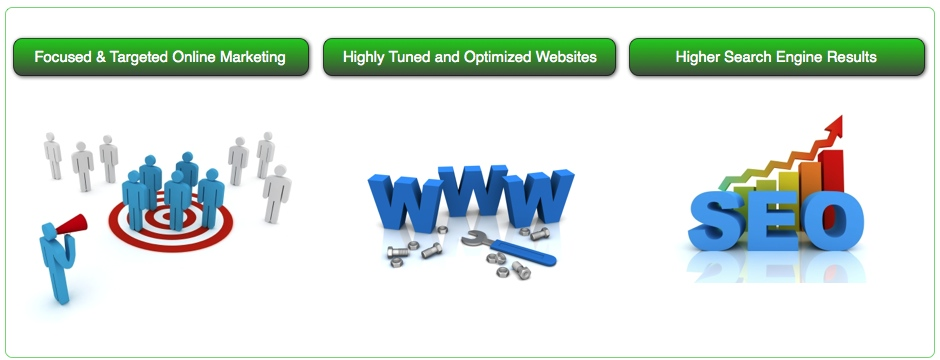 Focused & Targeted Online Marketing
Highly Tuned and Optimized Websites
Higher Search Engine Results
WWW
SEO